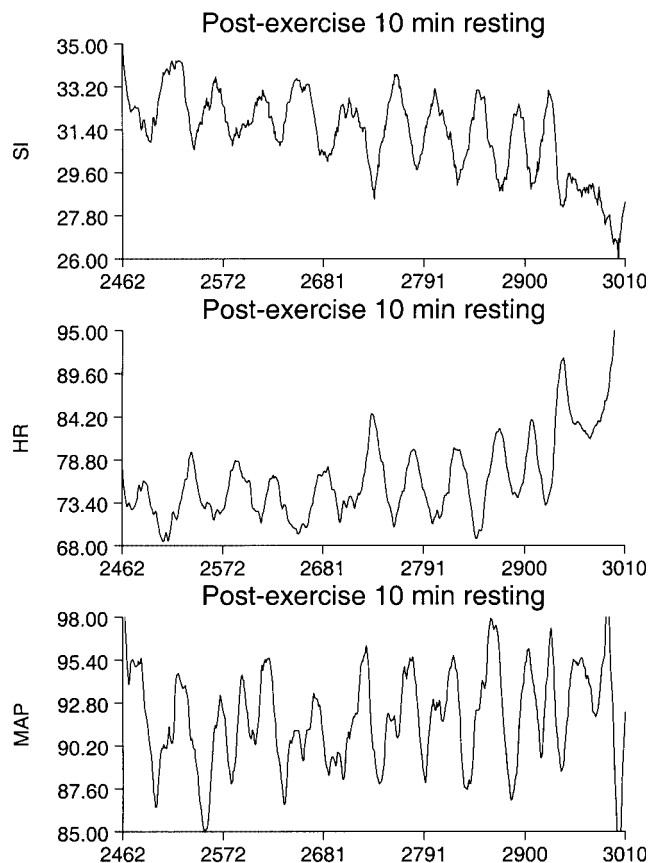 Post-exercise 10 min resting
35.00
33.20
31.40
29.60
27.80
26.00
SI
2462 2572 2681 2791 2900 3010
Post-exercise 10 min resting
95.00
89.60
84.20
78.80
73.40
68.00
HR
2462 2572 2681 2791 2900 3010
Post-exercise 10 min resting
98.00
95.40
92.80
90.20
87.60
85.00
MAP
2462 2572 2681 2791 2900 3010